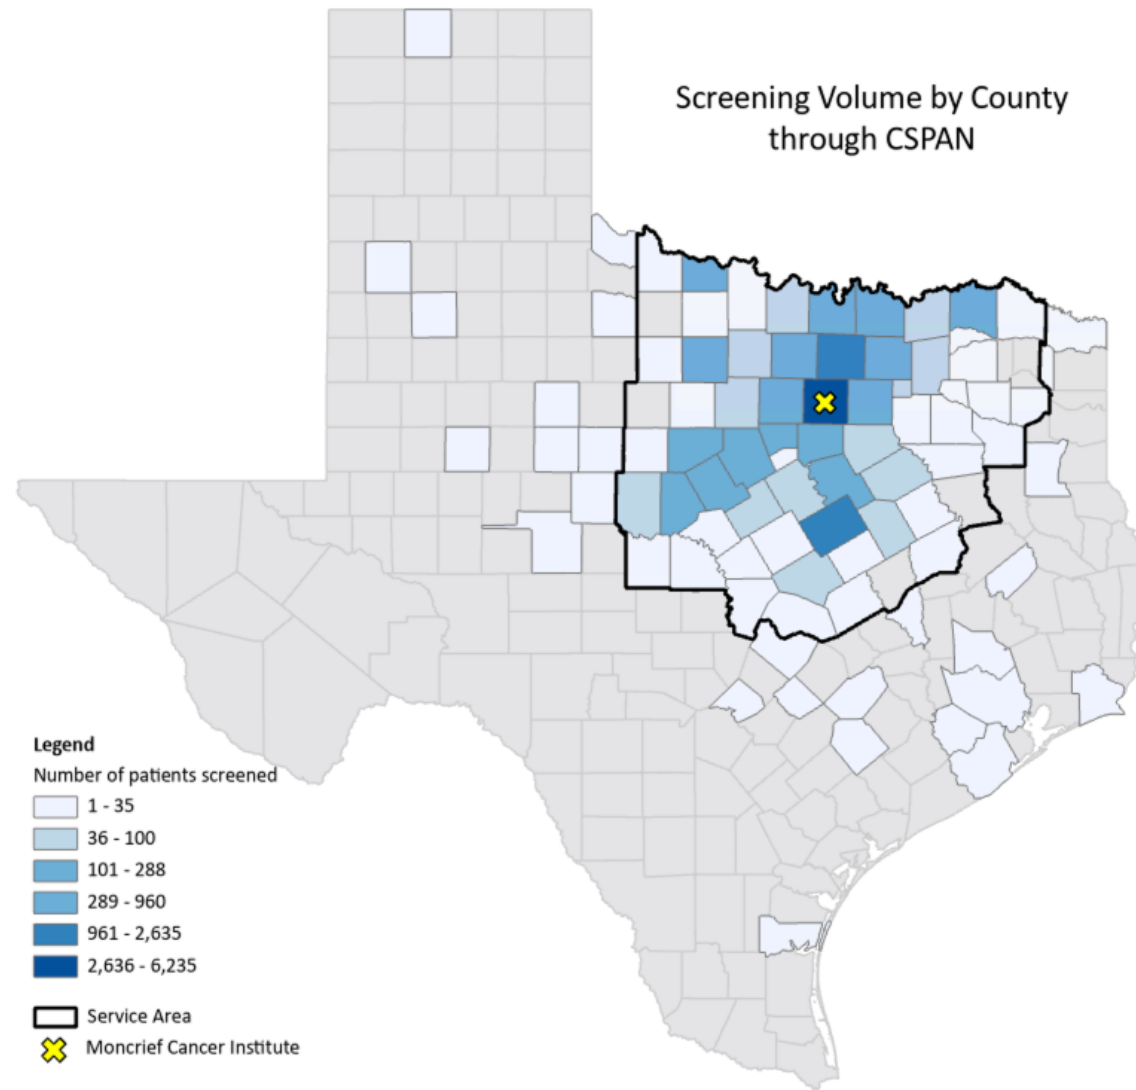 Screening Volume by County
through CSPAN
Legend
Number of patients screened
1 - 35
36 - 100
101 - 288
289 - 960
961 - 2,635
2,636 - 6,235
Service Area
Moncrief Cancer Institute